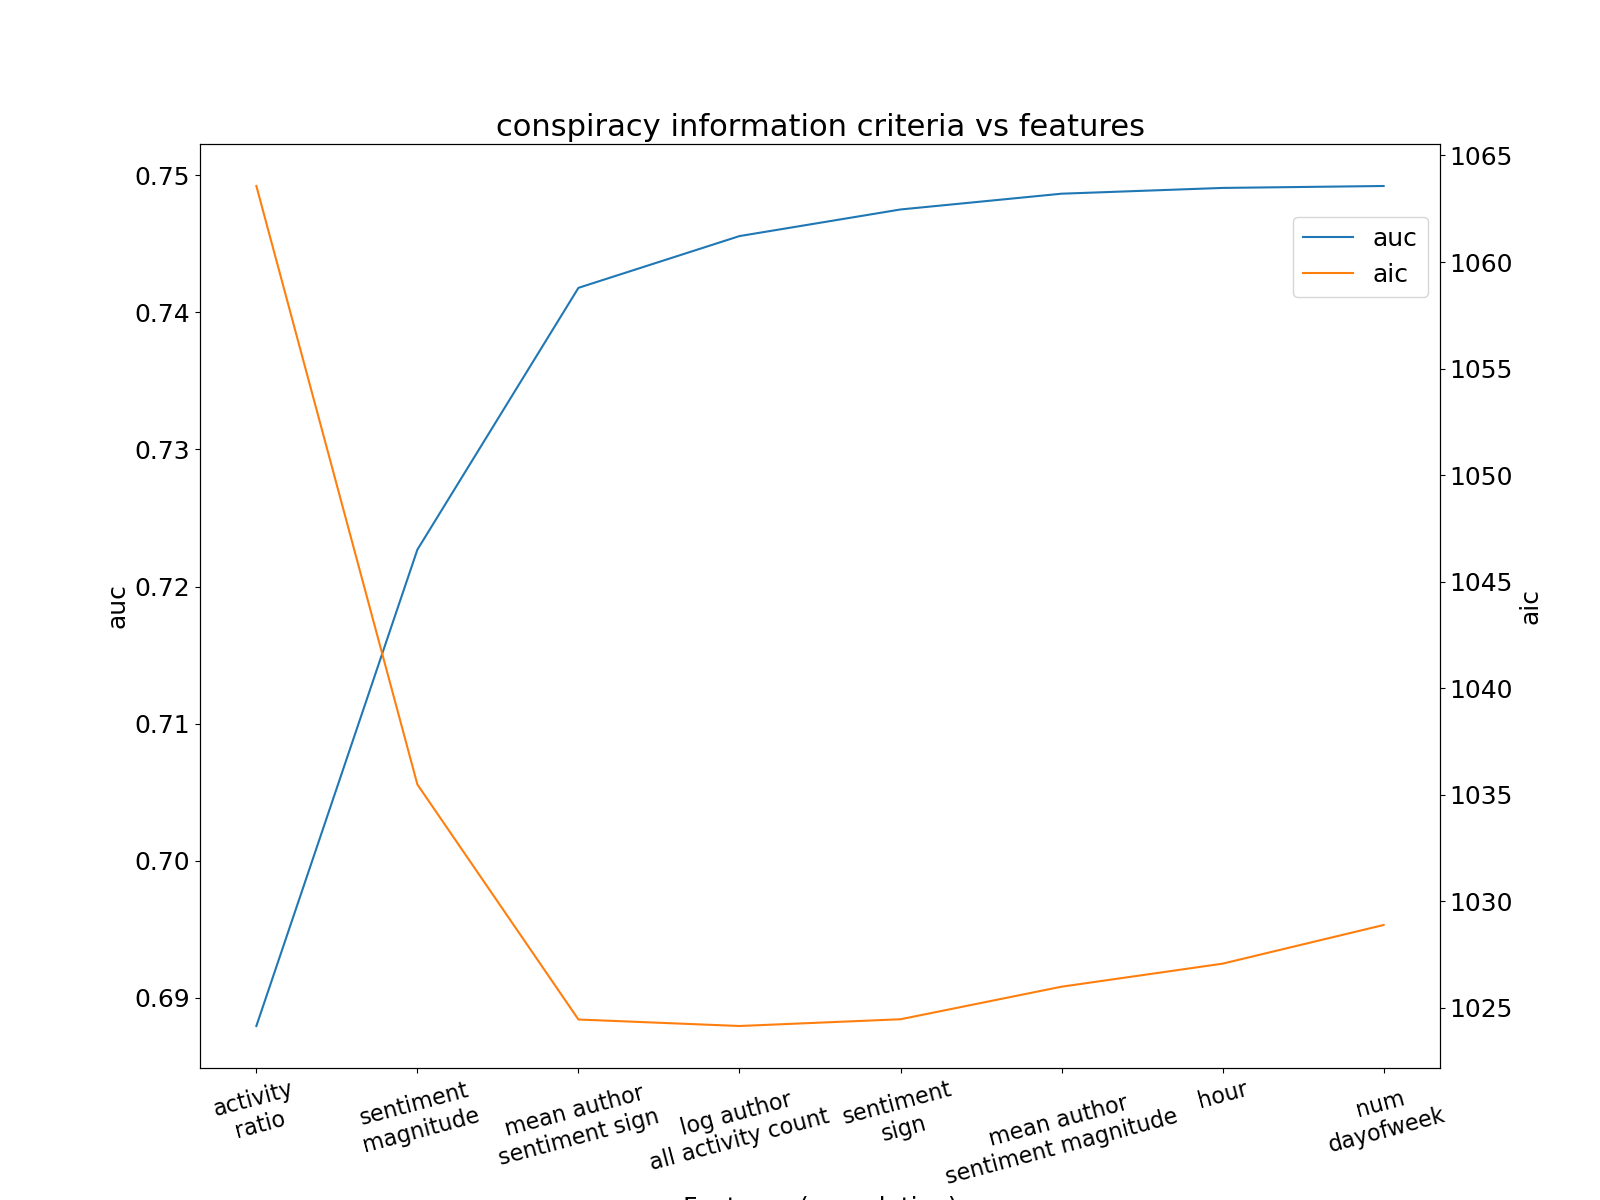 conspiracy information criteria vs features
0.75
0.74
0.73
0.72
0.71
0.70
0.69
auc
1065
1060
1055
1050
1045
1040
1035
1030
1025
aic
auc
aic
activity
ratio
sentiment
magnitude
mean author
sentiment sign
log author
all activity count
sentiment
sign
mean author
sentiment magnitude
hour
num
dayofweek